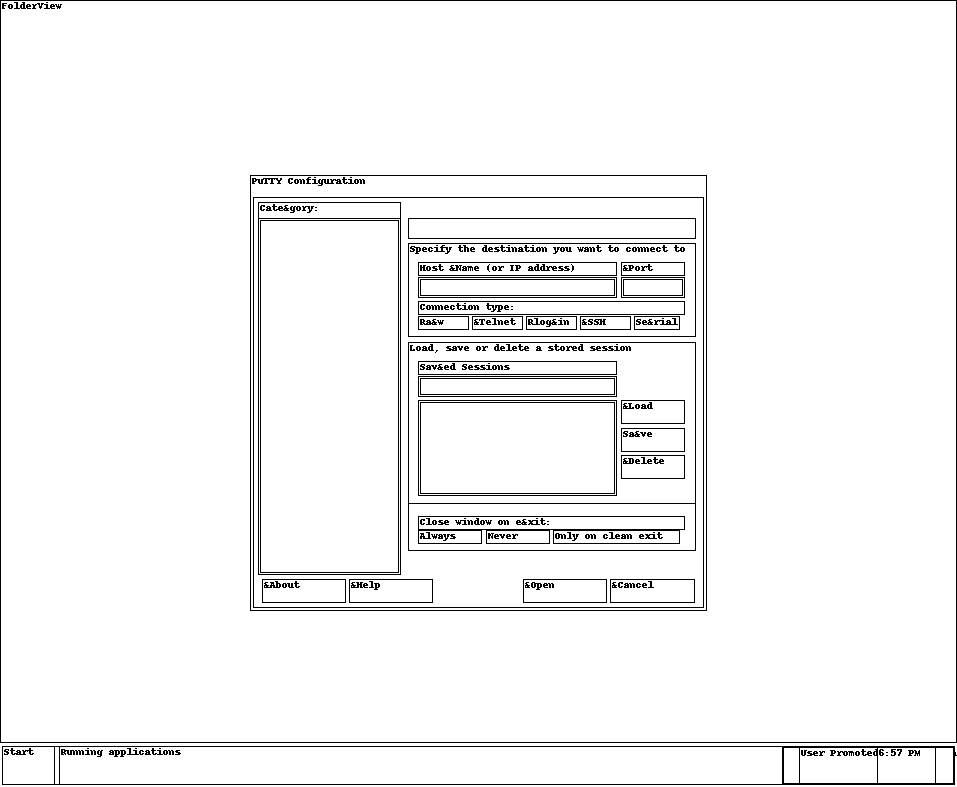 FolderView
PuTTY Configuration
Cate&gory:
Specify the destination you want to connect to
Host &Name (or IP address) &Port
Connection type:
Ra&w &Telnet Rlog&in &SSH Se&rial
Load, save or delete a stored session
Sav&ed Sessions
&Load
Sa&ve
&Delete
Close window on e&xit:
Always Never Only on clean exit
&About &Help &Open &Cancel
Start Running applications User Promoted 6:57 PM